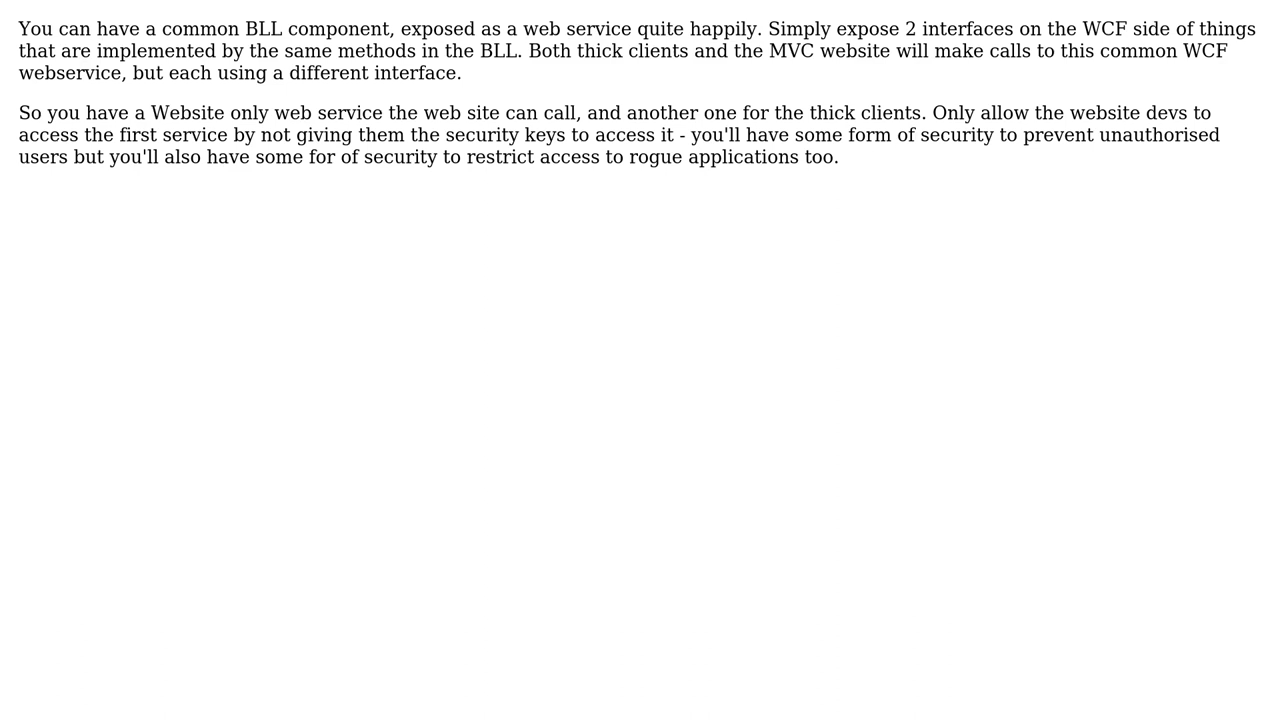 You can have a common BLL component, exposed as a web service quite happily. Simply expose 2 interfaces on the WCF side of things
that are implemented by the same methods in the BLL. Both thick clients and the MVC website will make calls to this common WCF
webservice, but each using a different interface.
So you have a Website only web service the web site can call, and another one for the thick clients. Only allow the website devs to
access the first service by not giving them the security keys to access it - you'll have some form of security to prevent unauthorised
users but you'll also have some for of security to restrict access to rogue applications too.